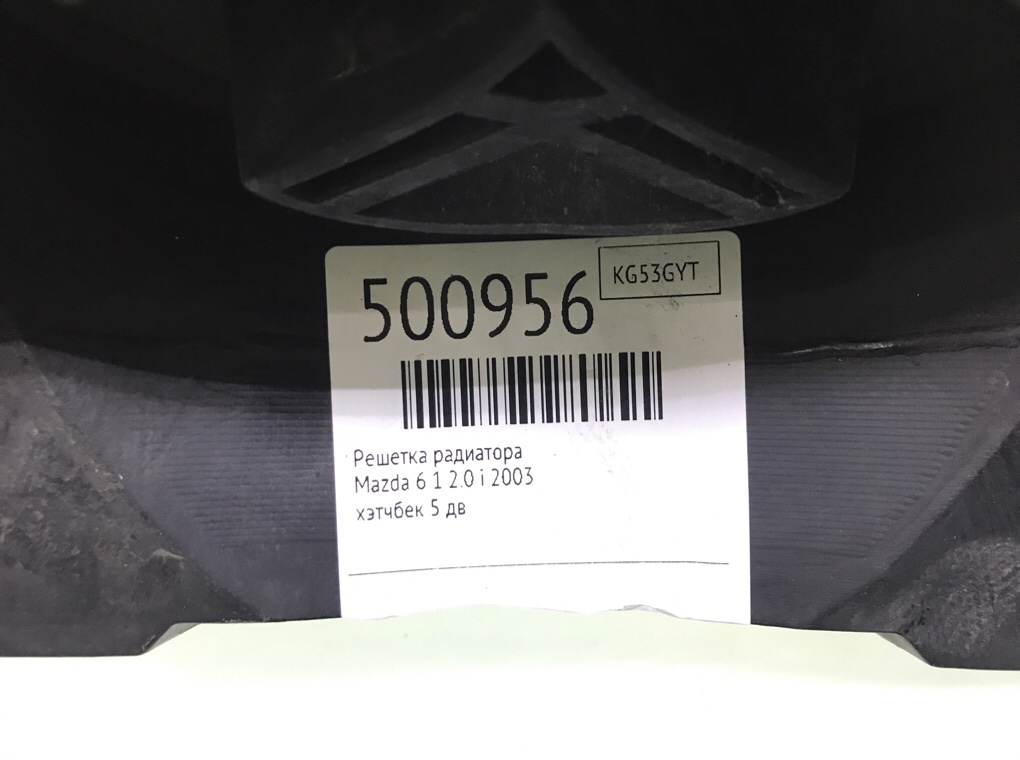 500956
KG53GYT
Решетка радиатора
Mazda 6 1 2.0 i 2003
хэтчбек 5 дв